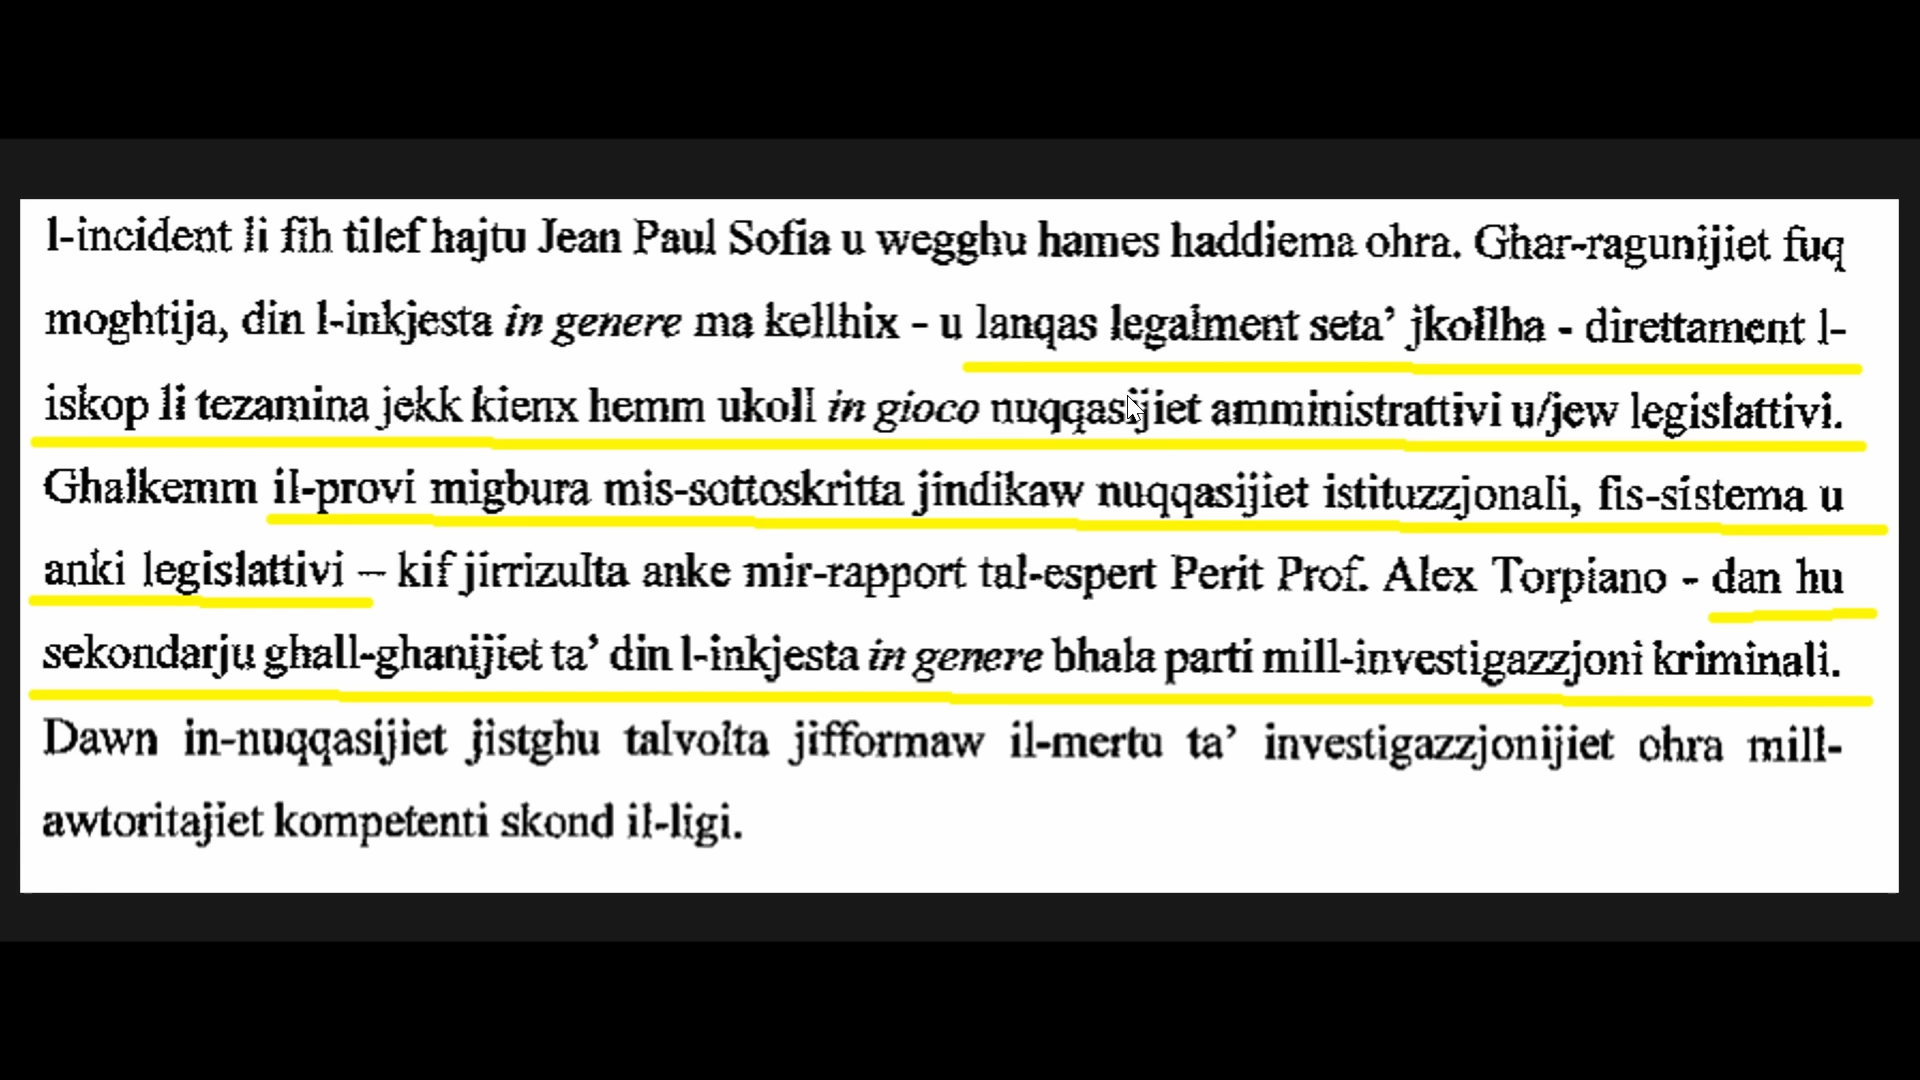 l-incident li fih tilef hajtu Jean Paul Sofia u wegghu hames haddiema ohra. Ghar-ragunijiet fuq
moghtija, din l-inkjesta in genere ma kellhix - u lanqas legalment seta’ jkollha - direttament l-
iskop li tezamina jekk kienx hemm ukoll in gioco nuqqasijiet amministrattivi u/jew legislattivi.
Ghalkemm il-provi migbura mis-sottoskritta jindikaw nuqqasijiet istituzzjonali, fis-sistema u
anki legislattivi – kif jirrizulta anke mir-rapport tal-espert Perit Prof. Alex Torpiano - dan hu
sekondarju ghall-ghanijiet ta’ din l-inkjesta in genere bhala parti mill-investigazzjoni kriminali.
Dawn in-nuqqasijiet jistghu talvolta jifformaw il-mertu ta’ investigazzjonijiet ohra mill-
awtoritajiet kompetenti skond il-ligi.